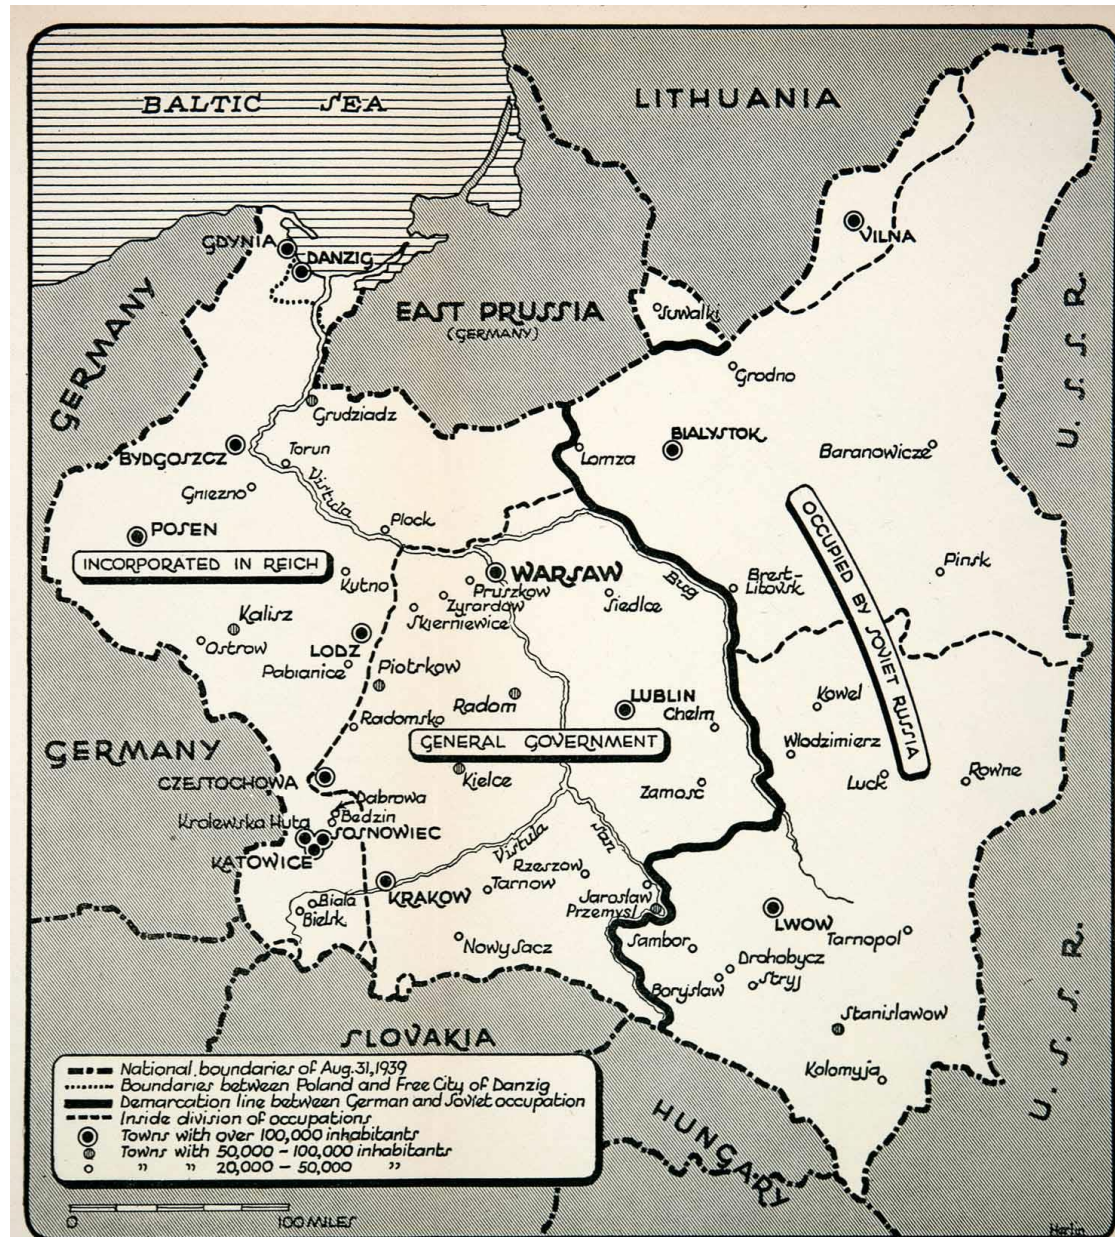 BALTIC SEA
LITHUANIA
GDYNIA
DANZIG
VILNA
GERMANY
EAST PRUSSIA
(GERMANY)
Suwalki
U. S. S. R.
Grodno
Grudziadz
BYDGOSZCZ
Torun
BIALYSTOK
Lomza
Baranowicze
Gniezno
Vistula
POSEN
Plock
INCORPORATED IN REICH
WARSAW
Bug
OCCUPIED BY SOVIET RUSSIA
Pinsk
Kutno
Pruszkow
Zyrardow
Skierniewice
Siedlce
Brest-
Litovsk
Kalisz
Ostrow
LODZ
Pabianice
Piotrkow
Radom
LUBLIN
Chelm
Kowel
Radomsko
GENERAL GOVERNMENT
Wlodzimierz
GERMANY
CZESTOCHOWA
Kielce
Zamosc
Luck
Rowne
Dabrowa
Bedzin
Krolewska Huta
SOSNOWIEC
KATOWICE
Vistula
San
Rzeszow
Tarnow
KRAKOW
Biala
Bielsk
Jaroslaw
Przemysl
LWOW
Tarnopol
Nowy Sacz
Sambor
Drohobycz
Boryslaw
Stryj
U. S. S. R.
Stanislawow
SLOVAKIA
Kolomyja
HUNGARY
National boundaries of Aug. 31, 1939
Boundaries between Poland and Free City of Danzig
Demarcation line between German and Soviet occupation
Inside division of occupations
Towns with over 100,000 inhabitants
Towns with 50,000 - 100,000 inhabitants
" " 20,000 - 50,000 "
0 100 MILES
Herlin